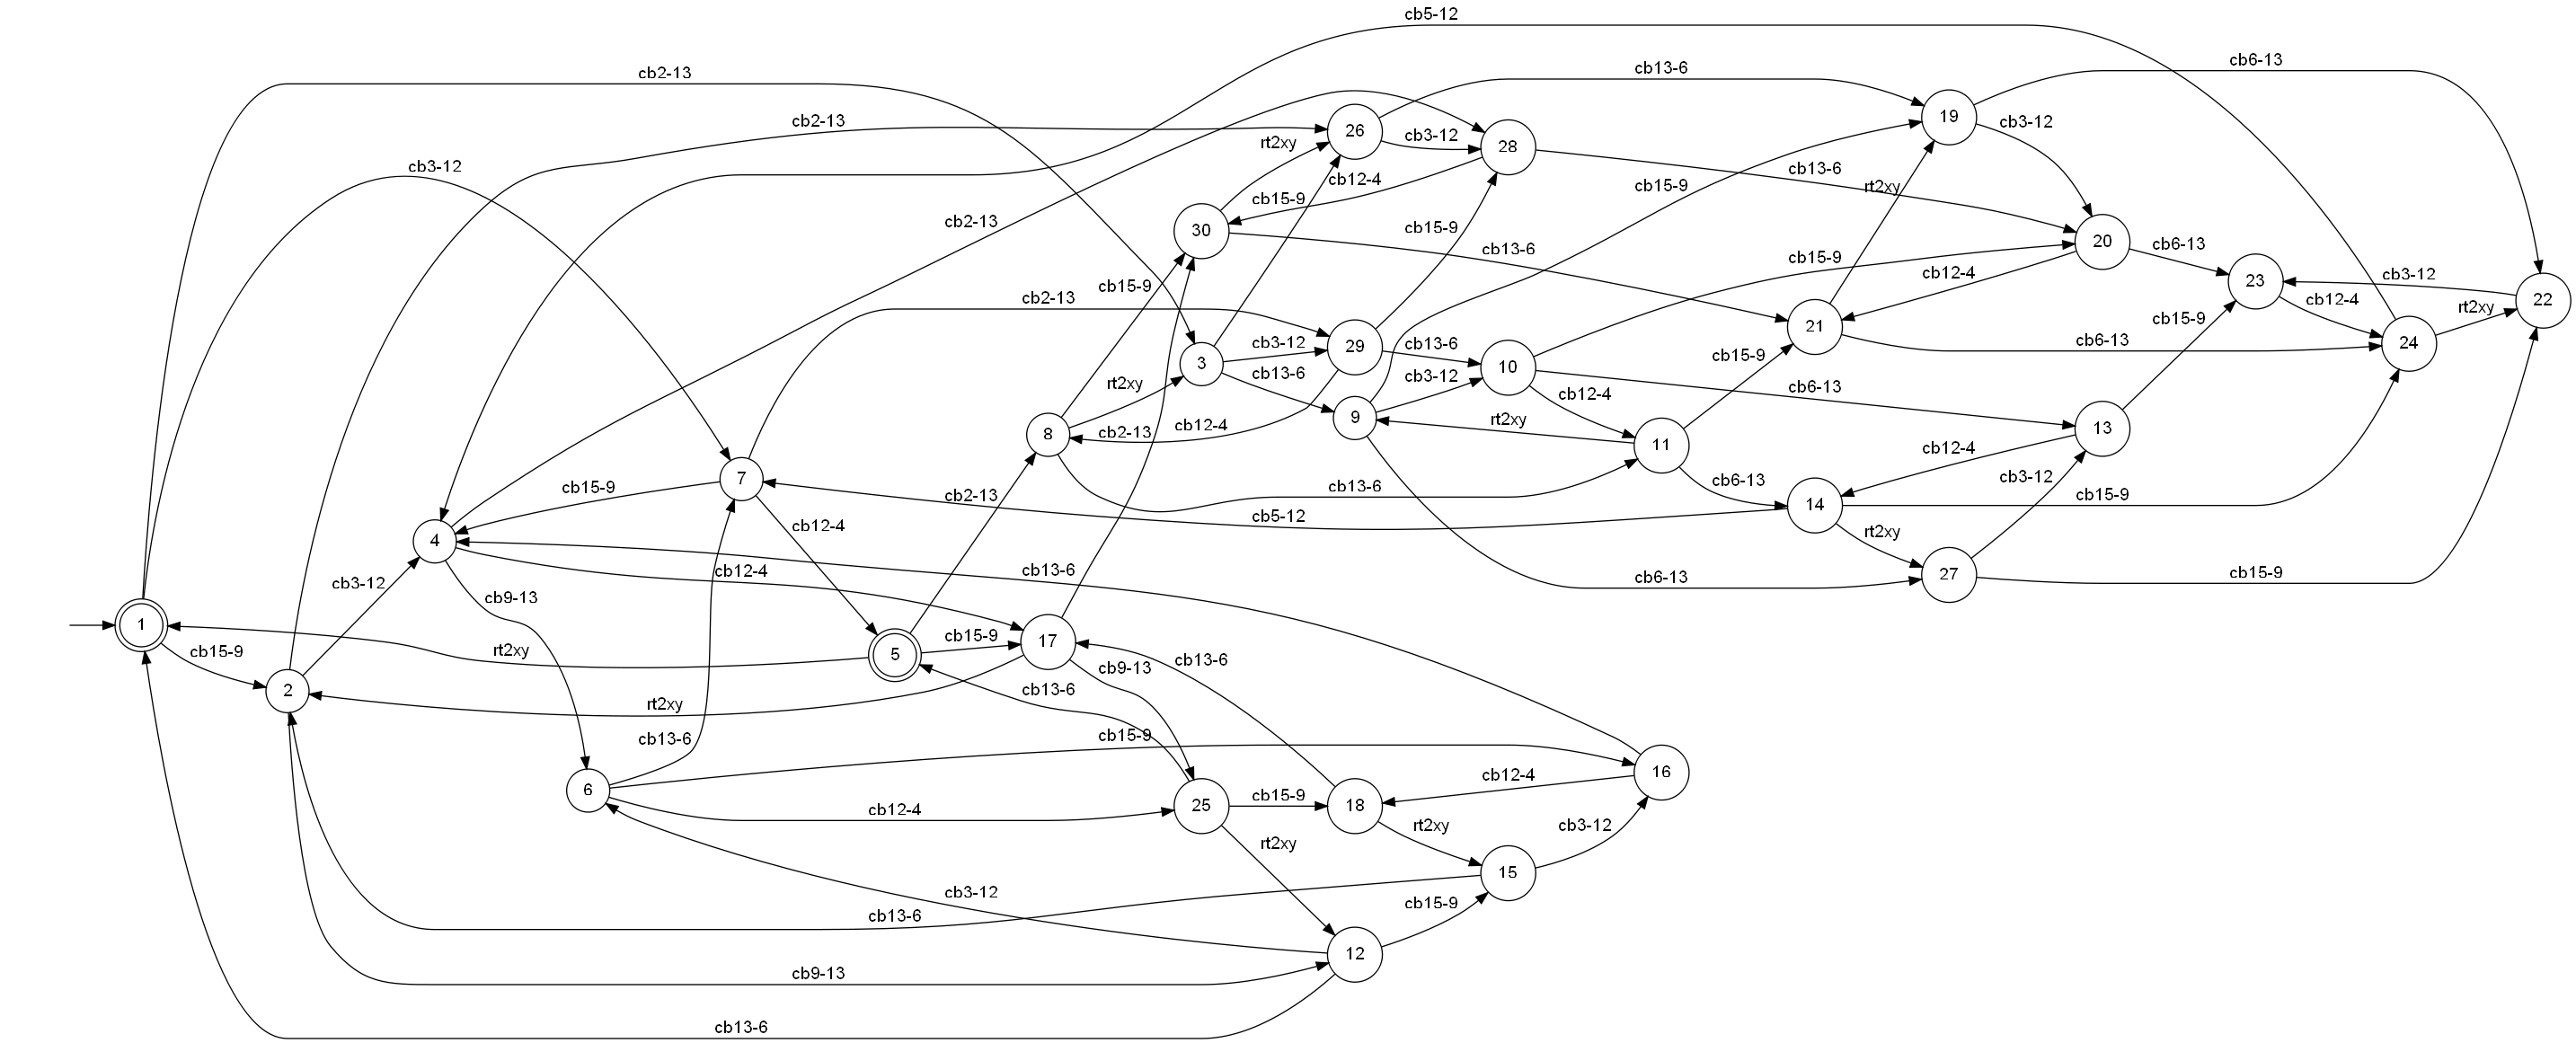 cb5-12
cb6-13
cb13-6
cb2-13
cb2-13
19
cb3-12
26
cb3-12
rt2xy
28
cb3-12
cb13-6
cb12-4
rt2xy
cb15-9
cb15-9
cb2-13
cb15-9
30
20
cb6-13
cb13-6
cb15-9
cb12-4
cb3-12
23
cb15-9
cb2-13
cb12-4
22
rt2xy
cb15-9
21
cb3-12
29
cb13-6
cb6-13
24
cb15-9
3
10
cb13-6
cb3-12
rt2xy
cb6-13
cb12-4
9
rt2xy
cb12-4
cb2-13
8
13
11
cb12-4
7
cb15-9
cb13-6
cb6-13
cb3-12
cb2-13
cb15-9
14
cb5-12
cb12-4
rt2xy
4
cb12-4
cb13-6
cb15-9
27
cb6-13
cb3-12
cb9-13
1
cb15-9
17
rt2xy
cb15-9
5
cb13-6
cb9-13
2
cb13-6
rt2xy
cb13-6
cb15-9
16
cb12-4
6
cb15-9
25
18
cb12-4
rt2xy
cb3-12
rt2xy
15
cb3-12
cb15-9
cb13-6
12
cb9-13
cb13-6